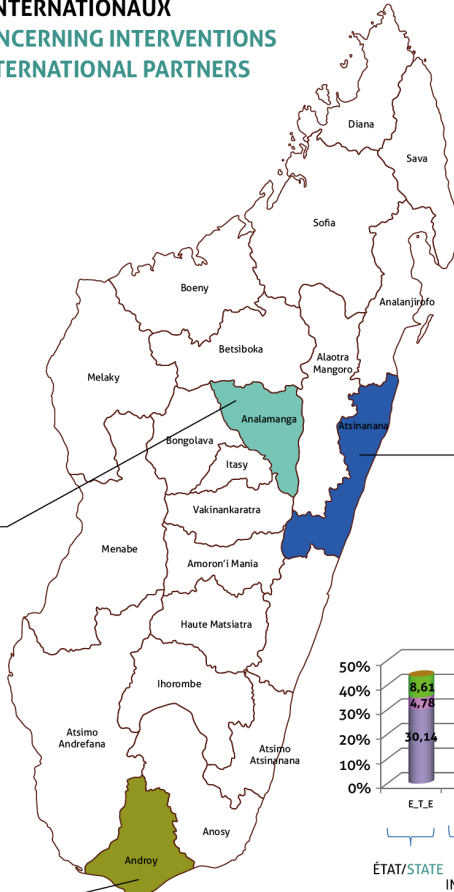 NTERNATIONAUX
NCERNING INTERVENTIONS
TERNATIONAL PARTNERS
Diana
Sava
Sofia
Boeny
Analanjirofo
Betsiboka
Alaotra
Mangoro
Melaky
Analamanga
Atsinanana
Bongolava
Itasy
Vakinankaratra
Menabe
Amoron'i Mania
Haute Matsiatra
Ihorombe
Atsimo
Andrefana
Atsimo
Atsinanana
Anosy
Androy
50%
40%
30%
20%
10%
0%
8,61
4,78
30,14
E_T_E
ÉTAT/STATE
IN